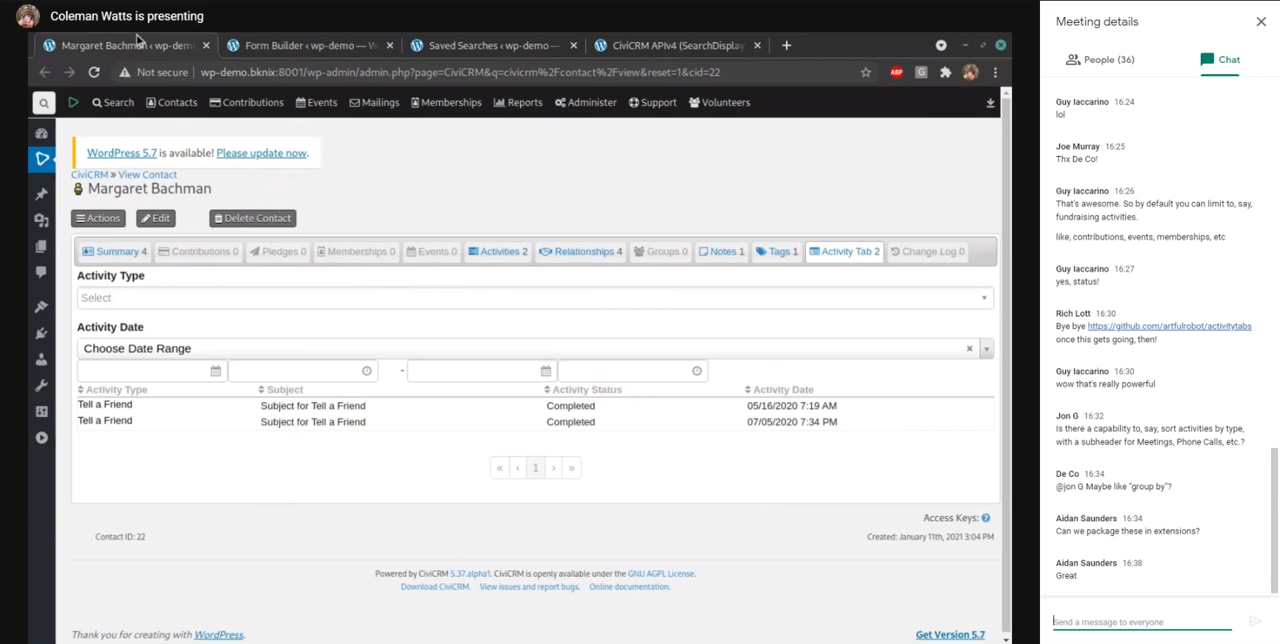 Coleman Watts is presenting
Margaret Bachman ‹ wp-dem
Form Builder ‹ wp-demo — W
Saved Searches ‹ wp-demo —
CiviCRM APIv4 (SearchDisplay
Not secure
wp-demo.bknix:8001/wp-admin/admin.php?page=CiviCRM&q=civicrm%2Fcontact%2Fview&reset=1&cid=22
ABP
G
Search Contacts Contributions Events Mailings Memberships Reports Administer Support Volunteers
WordPress 5.7 is available! Please update now.
CiviCRM » View Contact
Margaret Bachman
Actions Edit Delete Contact
Summary 4 Contributions 0 Pledges 0 Memberships 0 Events 0 Activities 2 Relationships 4 Groups 0 Notes 1 Tags 1 Activity Tab 2 Change Log 0
Activity Type
Select
Activity Date
Choose Date Range
-
Activity Type Subject Activity Status Activity Date
Tell a Friend Subject for Tell a Friend Completed 05/16/2020 7:19 AM
Tell a Friend Subject for Tell a Friend Completed 07/05/2020 7:34 PM
« ‹ 1 › »
Access Keys: ?
Contact ID: 22
Created: January 11th, 2021 3:04 PM
Powered by CiviCRM 5.37.alpha1. CiviCRM is openly available under the GNU AGPL License.
Download CiviCRM. View issues and report bugs. Online documentation.
Thank you for creating with WordPress.
Get Version 5.7
Meeting details
People (36)
Chat
Guy Iaccarino 16:24
lol
Joe Murray 16:25
Thx De Co!
Guy Iaccarino 16:26
That's awesome. So by default you can limit to, say,
fundraising activities.
like, contributions, events, memberships, etc
Guy Iaccarino 16:27
yes, status!
Rich Lott 16:30
Bye bye https://github.com/artfulrobot/activitytabs
once this gets going, then!
Guy Iaccarino 16:30
wow that's really powerful
Jon G 16:32
Is there a capability to, say, sort activities by type,
with a subheader for Meetings, Phone Calls, etc.?
De Co 16:34
@jon G Maybe like "group by"?
Aidan Saunders 16:34
Can we package these in extensions?
Aidan Saunders 16:38
Great
Send a message to everyone